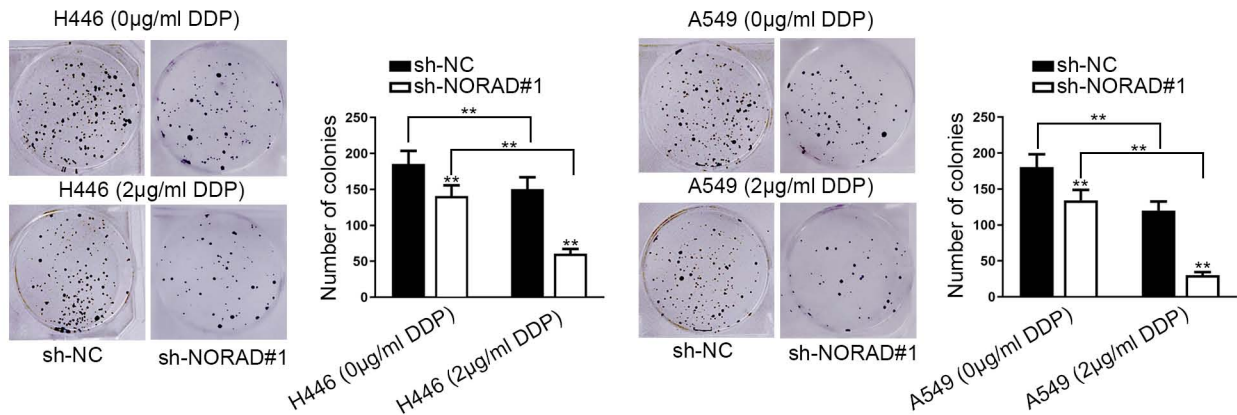 H446 (0μg/ml DDP)
H446 (2μg/ml DDP)
sh-NC
sh-NORAD#1
sh-NC
sh-NORAD#1
Number of colonies
250
200
150
100
50
0
**
**
**
**
H446 (0μg/ml DDP)
H446 (2μg/ml DDP)
A549 (0μg/ml DDP)
A549 (2μg/ml DDP)
sh-NC
sh-NORAD#1
sh-NC
sh-NORAD#1
Number of colonies
250
200
150
100
50
0
**
**
**
**
A549 (0μg/ml DDP)
A549 (2μg/ml DDP)